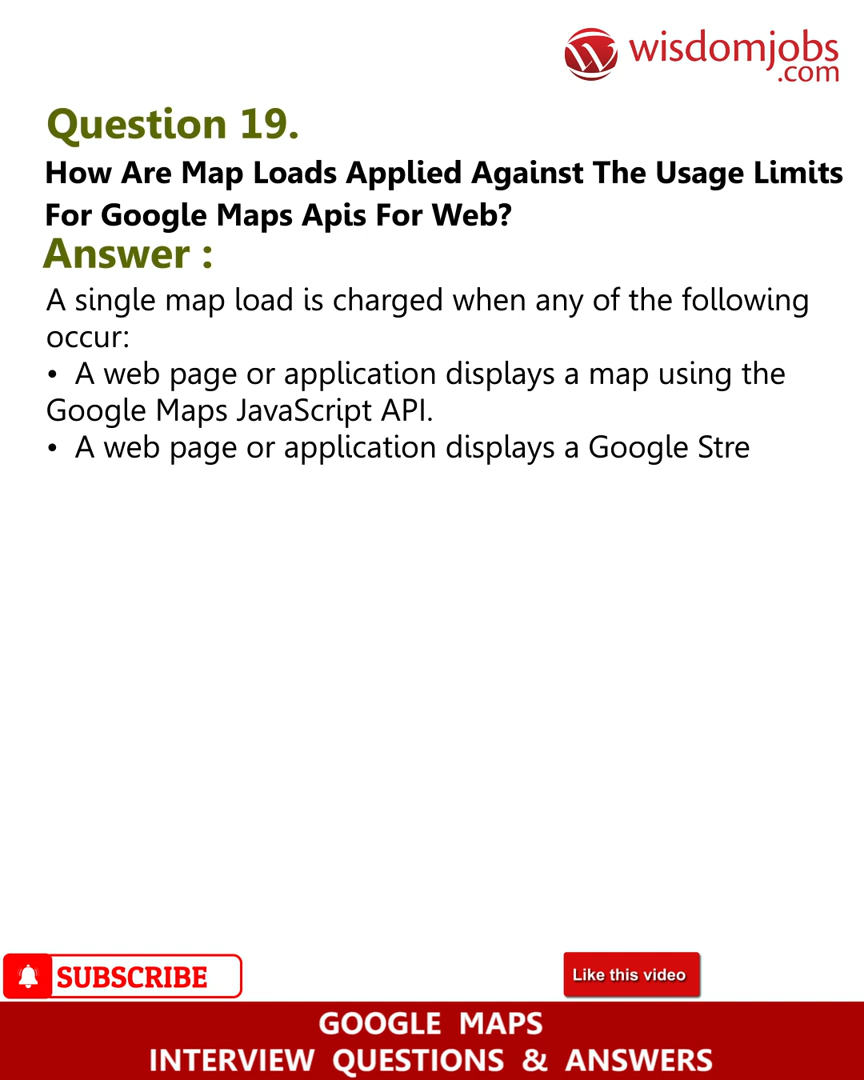 wisdomjobs
.com
Question 19.
How Are Map Loads Applied Against The Usage Limits
For Google Maps Apis For Web?
Answer :
A single map load is charged when any of the following
occur:
• A web page or application displays a map using the
Google Maps JavaScript API.
• A web page or application displays a Google Stre
SUBSCRIBE
Like this video
GOOGLE MAPS
INTERVIEW QUESTIONS & ANSWERS